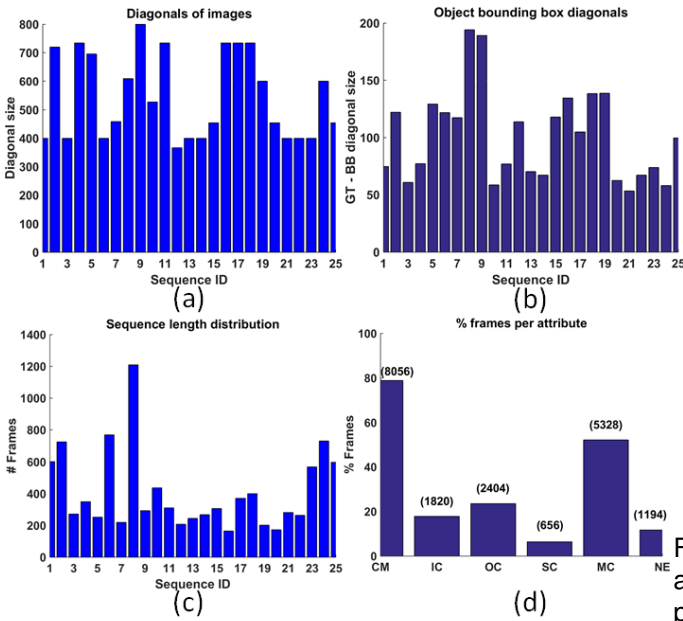 Diagonals of images
800
700
600
500
400
300
200
100
0
Diagonal size
1 3 5 7 9 11 13 15 17 19 21 23 25
Sequence ID
(a)
Object bounding box diagonals
200
150
100
50
0
GT - BB diagonal size
1 3 5 7 9 11 13 15 17 19 21 23 25
Sequence ID
(b)
Sequence length distribution
1400
1200
1000
800
600
400
200
0
# Frames
1 3 5 7 9 11 13 15 17 19 21 23 25
Sequence ID
(c)
% frames per attribute
100
80
60
40
20
0
% Frames
(8056)
(1820)
(2404)
(656)
(5328)
(1194)
CM IC OC SC MC NE
(d)
F
a
p